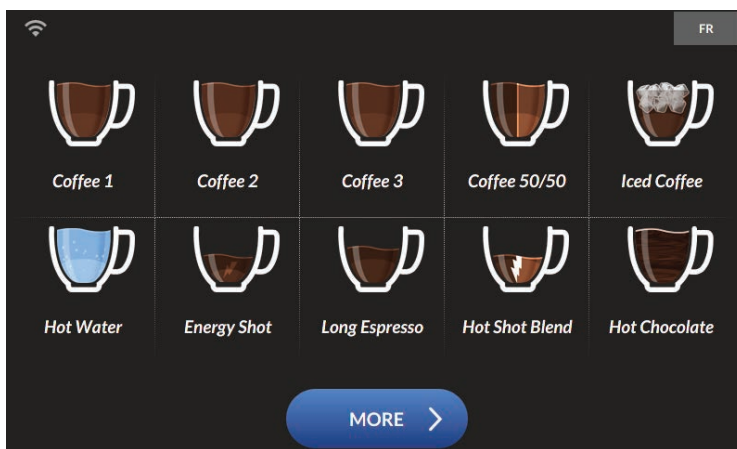 FR
Coffee 1 Coffee 2 Coffee 3 Coffee 50/50 Iced Coffee
Hot Water Energy Shot Long Espresso Hot Shot Blend Hot Chocolate
MORE